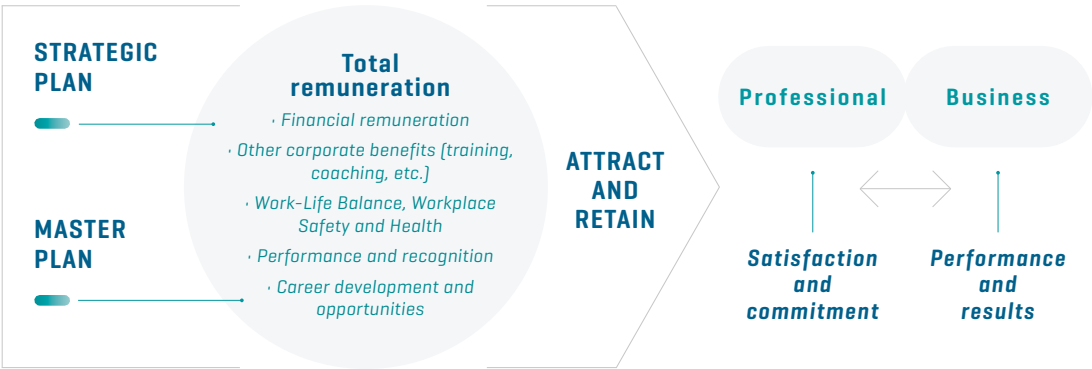 STRATEGIC
PLAN
MASTER
PLAN
Total
remuneration
· Financial remuneration
· Other corporate benefits (training,
coaching, etc.)
· Work-Life Balance, Workplace
Safety and Health
· Performance and recognition
· Career development and
opportunities
ATTRACT
AND
RETAIN
Professional
Business
Satisfaction
and
commitment
Performance
and
results